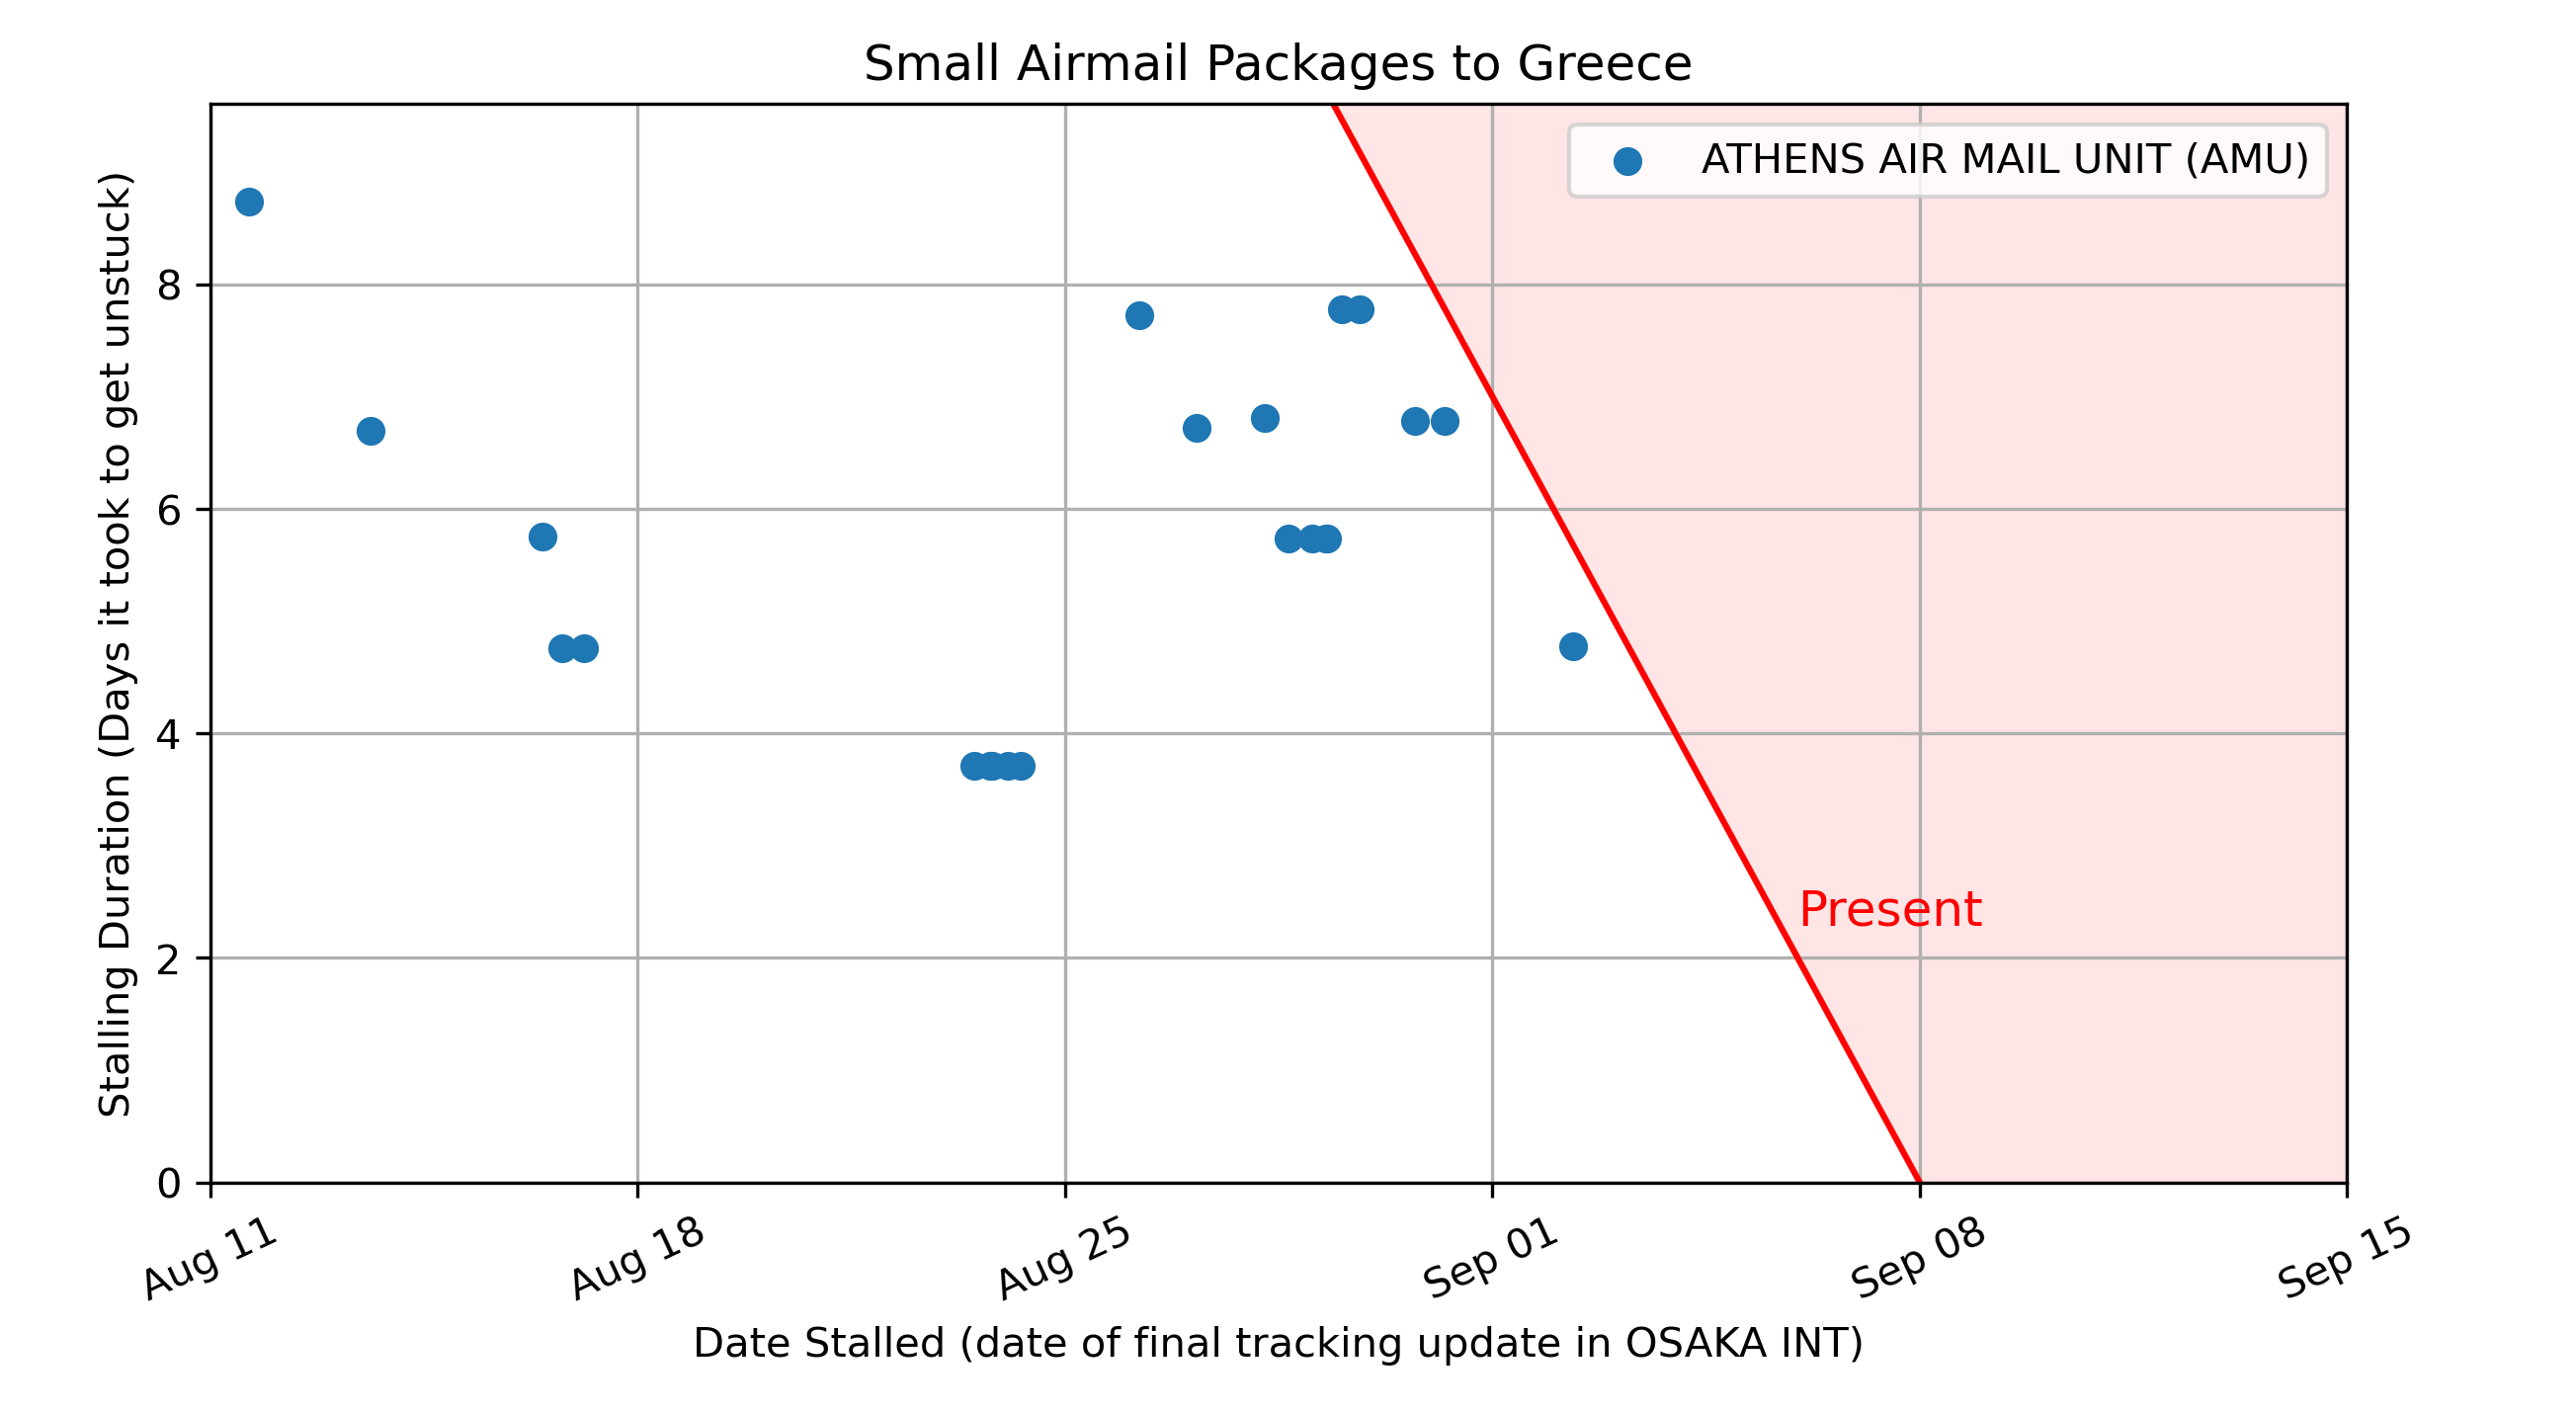 Small Airmail Packages to Greece
ATHENS AIR MAIL UNIT (AMU)
Stalling Duration (Days it took to get unstuck)
8
6
4
2
0
Present
Aug 11
Aug 18
Aug 25
Sep 01
Sep 08
Sep 15
Date Stalled (date of final tracking update in OSAKA INT)